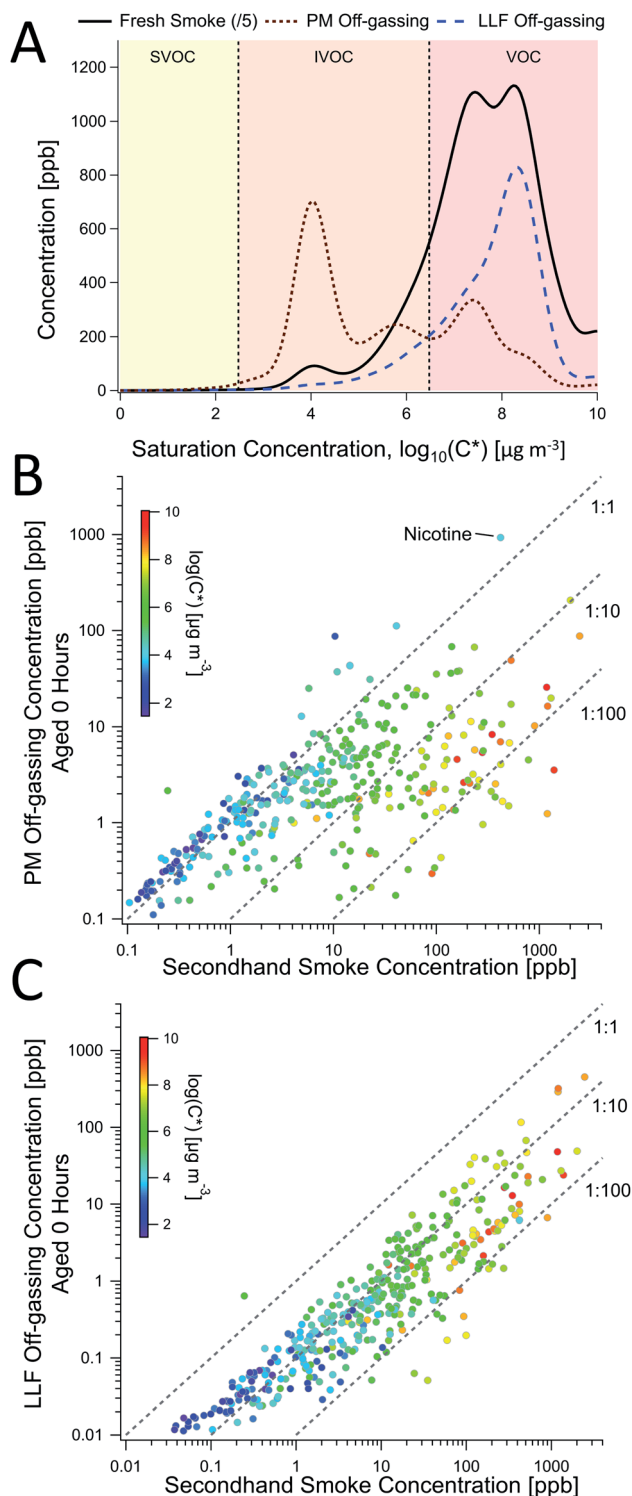 Fresh Smoke (/5) PM Off-gassing LLF Off-gassing
A
SVOC IVOC VOC
1200
1000
800
600
400
200
0
Concentration [ppb]
0 2 4 6 8 10
Saturation Concentration, log10(C*) [µg m-3]
B
1000
100
10
1
0.1
PM Off-gassing Concentration [ppb]
Aged 0 Hours
10
8
6
4
2
log(C*) [µg m-3]
Nicotine
1:1
1:10
1:100
0.1 1 10 100 1000
Secondhand Smoke Concentration [ppb]
C
1000
100
10
1
0.1
0.01
LLF Off-gassing Concentration [ppb]
Aged 0 Hours
10
8
6
4
2
log(C*) [µg m-3]
1:1
1:10
1:100
0.01 0.1 1 10 100 1000
Secondhand Smoke Concentration [ppb]